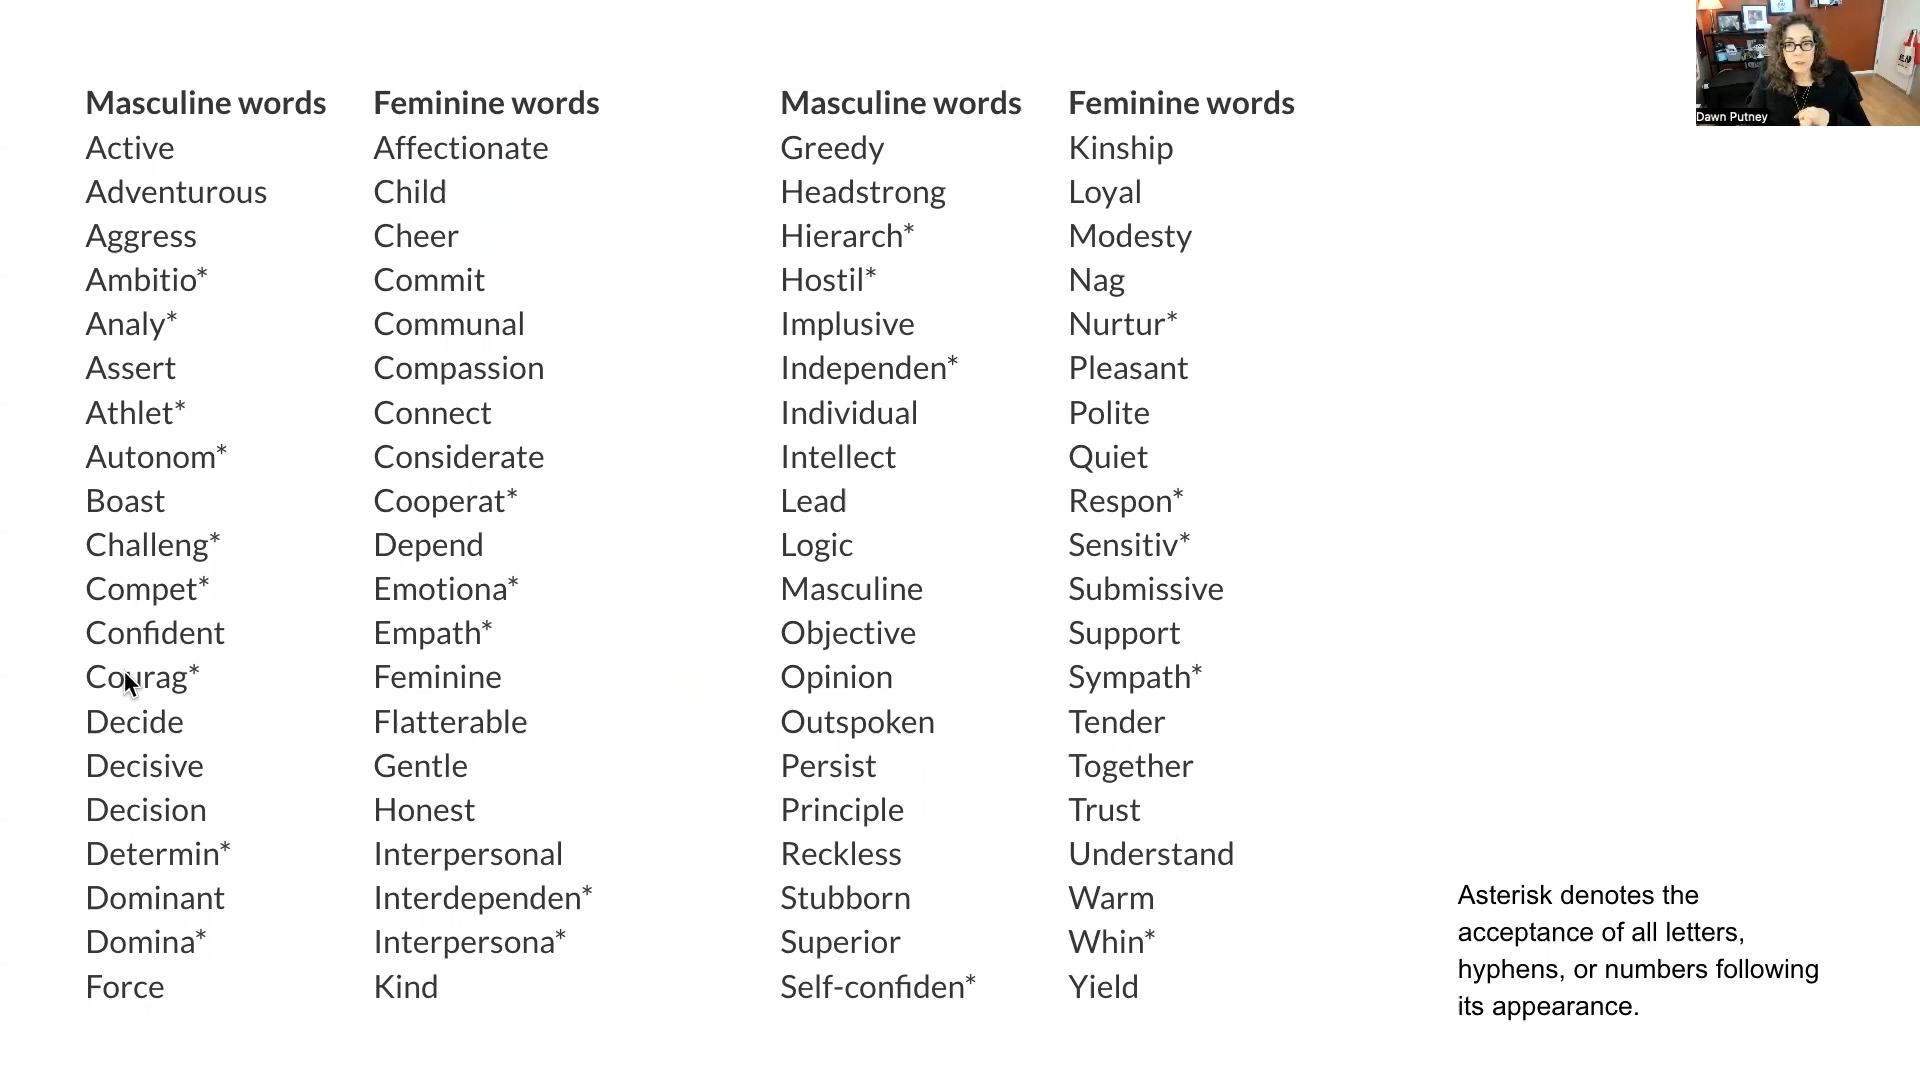 Masculine words Feminine words Masculine words Feminine words
Active Affectionate Greedy Kinship
Adventurous Child Headstrong Loyal
Aggress Cheer Hierarch* Modesty
Ambitio* Commit Hostil* Nag
Analy* Communal Implusive Nurtur*
Assert Compassion Independen* Pleasant
Athlet* Connect Individual Polite
Autonom* Considerate Intellect Quiet
Boast Cooperat* Lead Respon*
Challeng* Depend Logic Sensitiv*
Compet* Emotiona* Masculine Submissive
Confident Empath* Objective Support
Courag* Feminine Opinion Sympath*
Decide Flatterable Outspoken Tender
Decisive Gentle Persist Together
Decision Honest Principle Trust
Determin* Interpersonal Reckless Understand
Dominant Interdependen* Stubborn Warm
Domina* Interpersona* Superior Whin*
Force Kind Self-confiden* Yield
Asterisk denotes the
acceptance of all letters,
hyphens, or numbers following
its appearance.
Dawn Putney